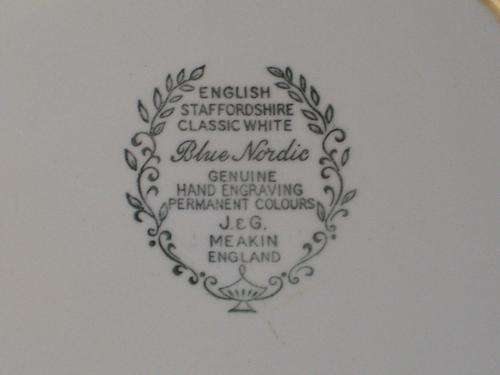 ENGLISH
STAFFORDSHIRE
CLASSIC WHITE
Blue Nordic
GENUINE
HAND ENGRAVING
PERMANENT COLOURS
J.&G.
MEAKIN
ENGLAND